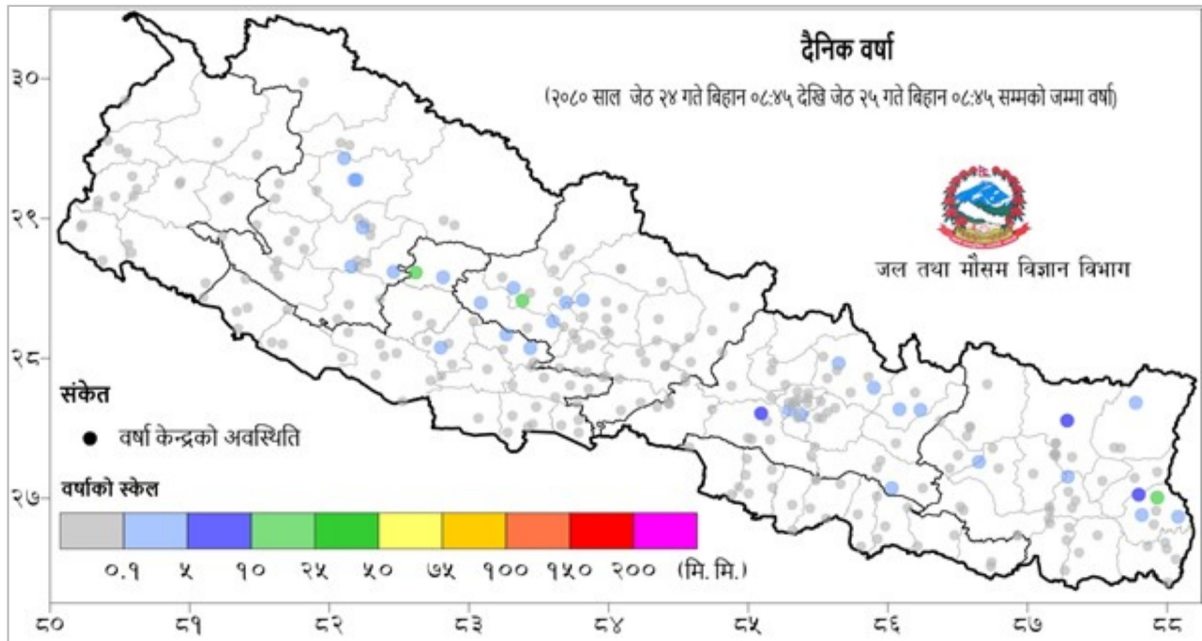 दैनिक वर्षा
(२०८० साल जेठ २४ गते बिहान ०८:४५ देखि जेठ २५ गते बिहान ०८:४५ सम्मको जम्मा वर्षा)
३०
२९
२८
२७
जल तथा मौसम विज्ञान विभाग
संकेत
वर्षा केन्द्रको अवस्थिति
वर्षाको स्केल
०.१ ५ १० २५ ५० ७५ १०० १५० २०० (मि.मि.)
८० ८१ ८२ ८३ ८४ ८५ ८६ ८७ ८८